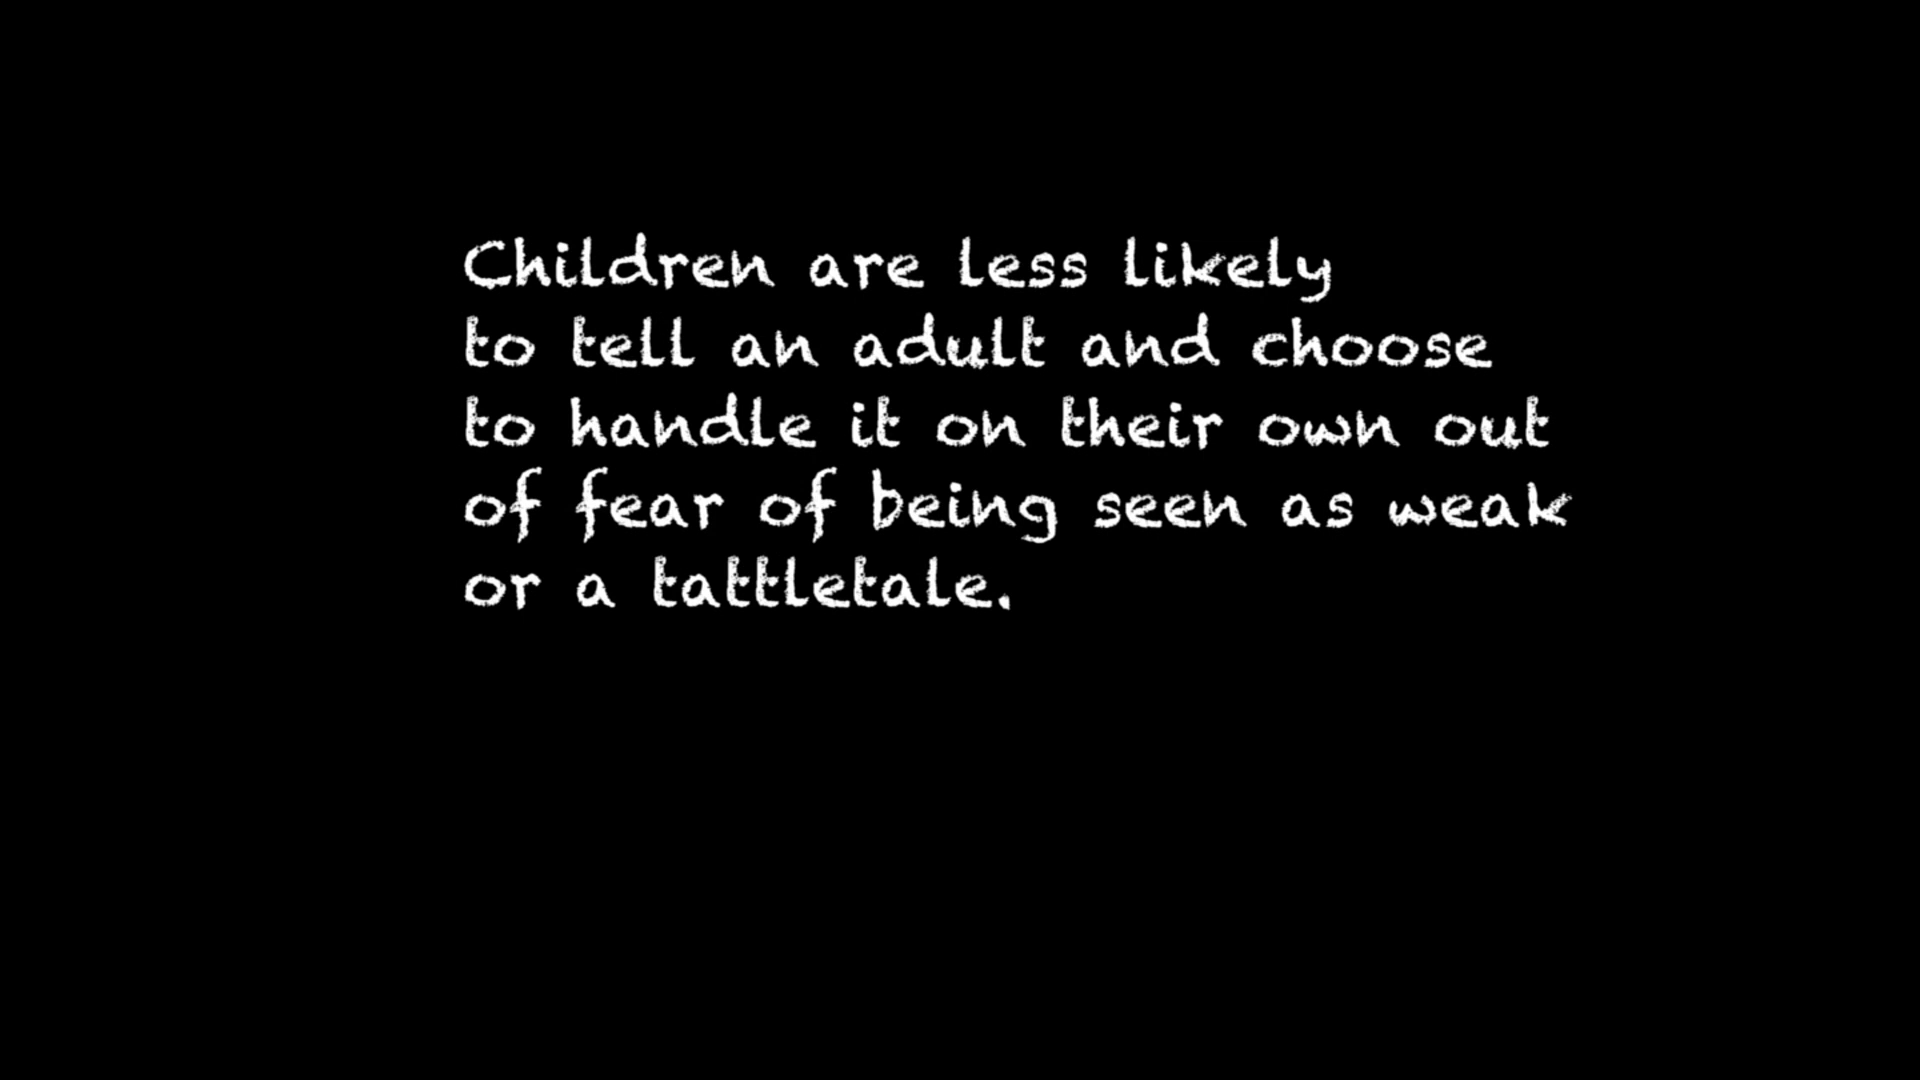 Children are less likely
to tell an adult and choose
to handle it on their own out
of fear of being seen as weak
or a tattletale.